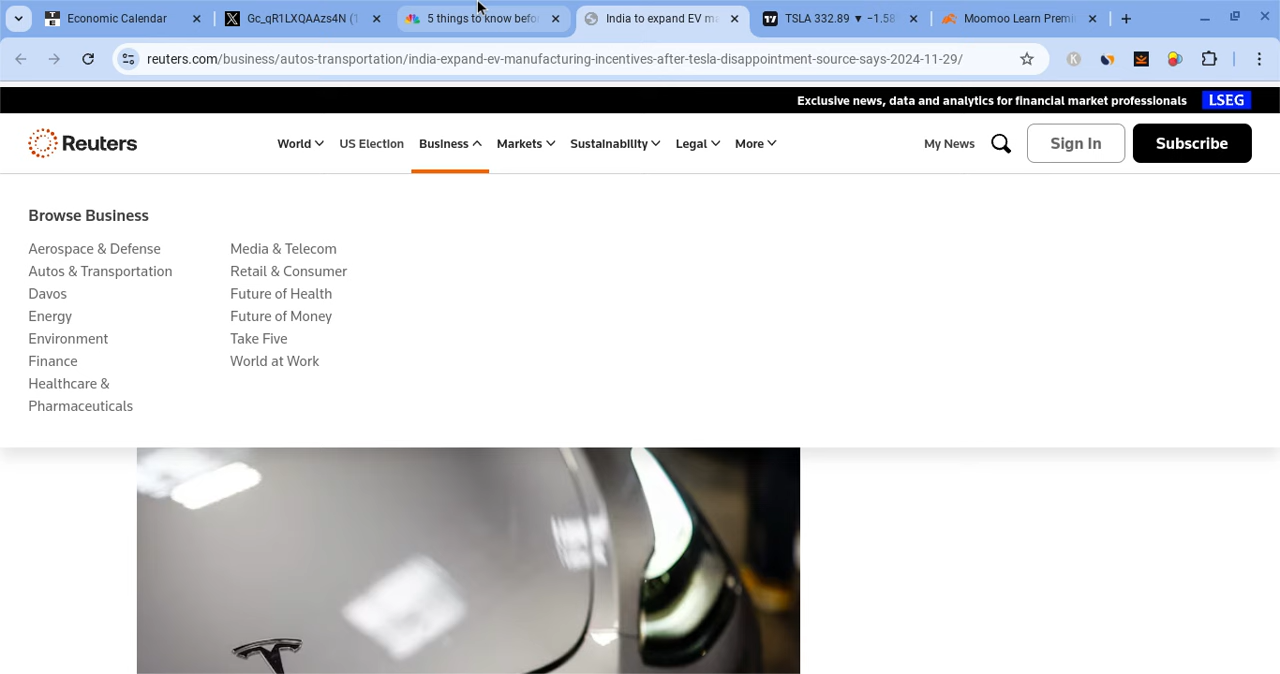 Economic Calendar
Gc_qR1LXQAAzs4N (1
5 things to know befo
India to expand EV m
TSLA 332.89 ▼ −1.58
Moomoo Learn Premi
reuters.com/business/autos-transportation/india-expand-ev-manufacturing-incentives-after-tesla-disappointment-source-says-2024-11-29/
Exclusive news, data and analytics for financial market professionals LSEG
Reuters
World
US Election
Business
Markets
Sustainability
Legal
More
My News
Sign In
Subscribe
Browse Business
Aerospace & Defense
Autos & Transportation
Davos
Energy
Environment
Finance
Healthcare &
Pharmaceuticals
Media & Telecom
Retail & Consumer
Future of Health
Future of Money
Take Five
World at Work